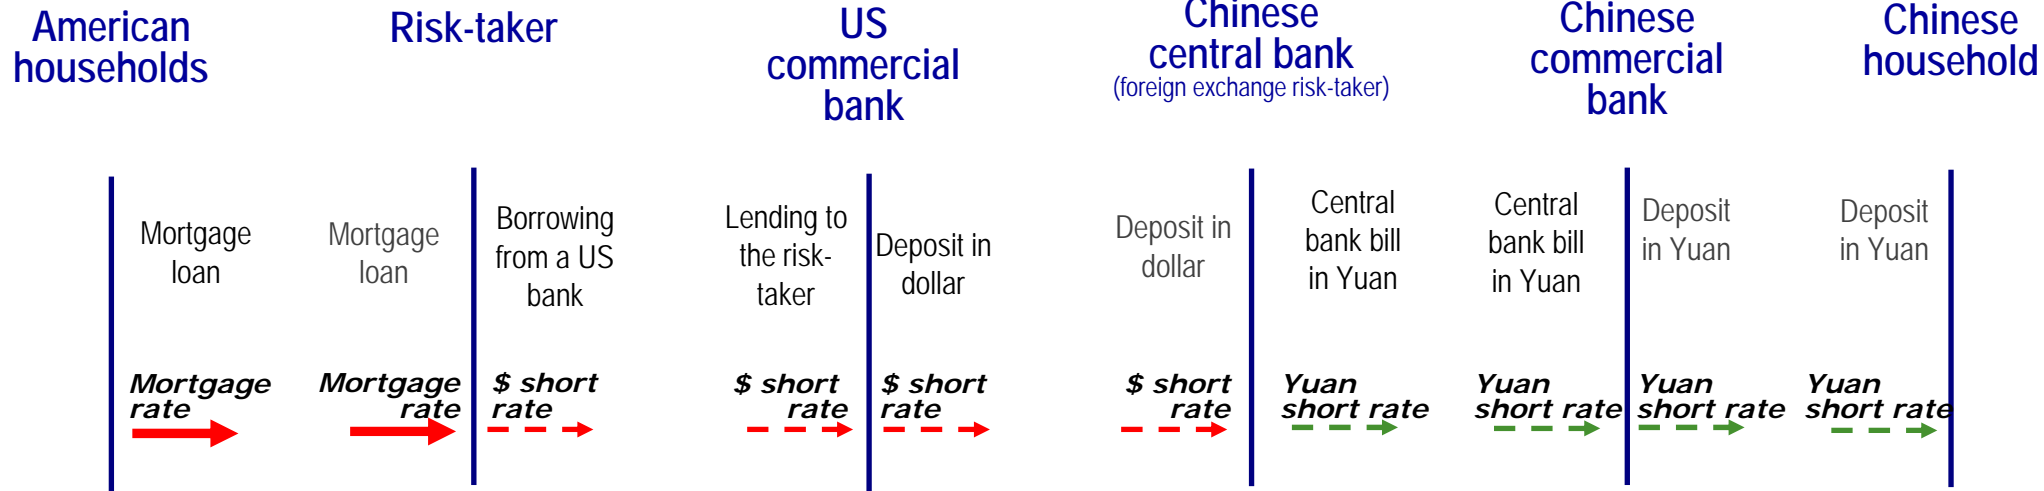 American
households
Risk-taker
US
commercial
bank
Chinese
central bank
(foreign exchange risk-taker)
Chinese
commercial
bank
Chinese
household
Mortgage
loan
Mortgage
loan
Borrowing
from a US
bank
Lending to
the risk-
taker
Deposit in
dollar
Deposit in
dollar
Central
bank bill
in Yuan
Central
bank bill
in Yuan
Deposit
in Yuan
Deposit
in Yuan
Mortgage
rate
Mortgage
rate
$ short
rate
$ short
rate
$ short
rate
$ short
rate
Yuan
short rate
Yuan
short rate
Yuan
short rate
Yuan
short rate